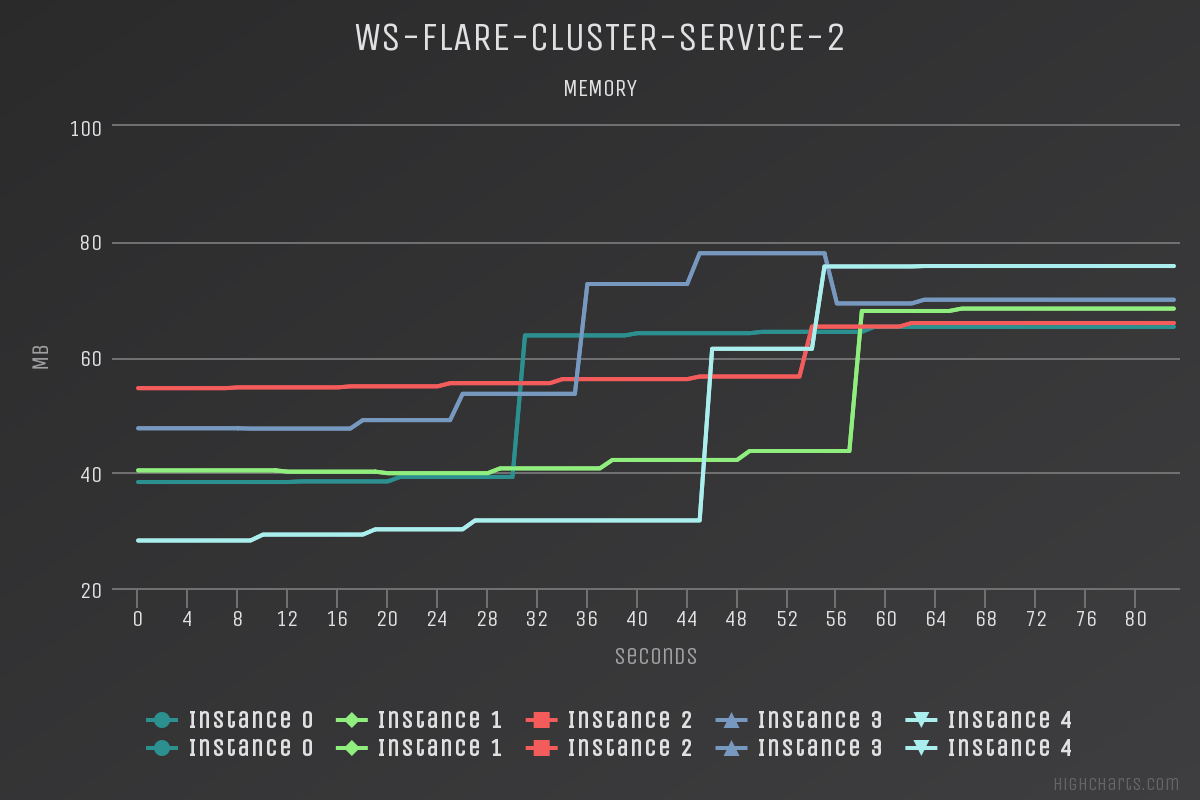 WS-FLARE-CLUSTER-SERVICE-2
MEMORY
100
80
60
40
20
MB
0 4 8 12 16 20 24 28 32 36 40 44 48 52 56 60 64 68 72 76 80
Seconds
Instance 0 Instance 1 Instance 2 Instance 3 Instance 4
Instance 0 Instance 1 Instance 2 Instance 3 Instance 4
Highcharts.com